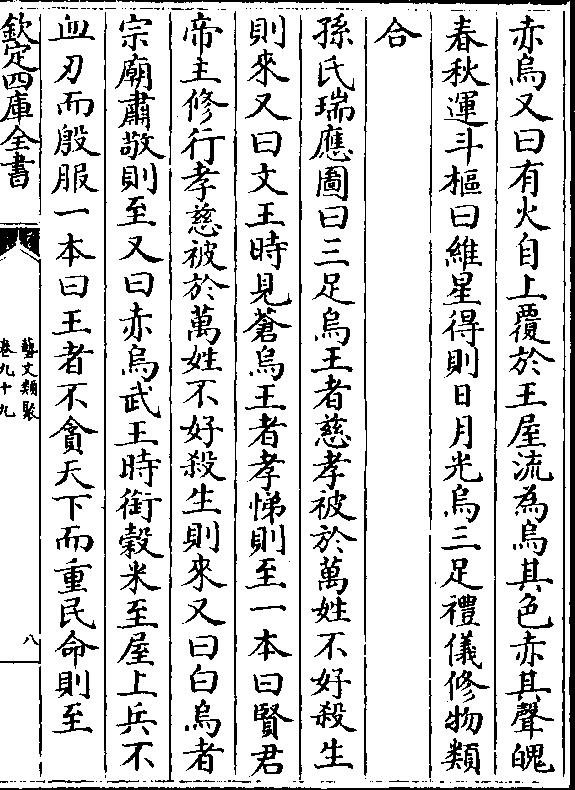 赤烏又曰有火自上覆於王屋流為烏其色赤其聲魄
春秋運斗樞曰維星得則日月光烏三足禮儀修物類
合
孫氏瑞應圖曰三足烏王者慈孝被於萬姓不好殺生
則來又曰文王時見蒼烏王者孝悌則至一本曰賢君
帝主修行孝慈被於萬姓不好殺生則來又曰白烏者
宗廟肅敬則至又曰赤烏武王時銜穀米至屋上兵不
血刃而殷服一本曰王者不貪天下而重民命則至
欽定四庫全書
藝文類聚
卷九十九
八